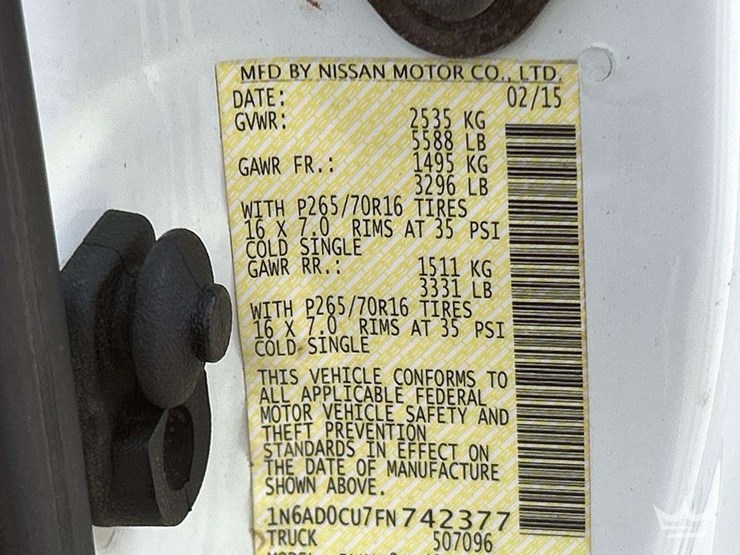 MFD BY NISSAN MOTOR CO., LTD.
DATE: 02/15
GVWR: 2535 KG
5588 LB
GAWR FR.: 1495 KG
3296 LB
WITH P265/70R16 TIRES
16 X 7.0 RIMS AT 35 PSI
COLD SINGLE
GAWR RR.: 1511 KG
3331 LB
WITH P265/70R16 TIRES
16 X 7.0 RIMS AT 35 PSI
COLD SINGLE
THIS VEHICLE CONFORMS TO
ALL APPLICABLE FEDERAL
MOTOR VEHICLE SAFETY AND
THEFT PREVENTION
STANDARDS IN EFFECT ON
THE DATE OF MANUFACTURE
SHOWN ABOVE.
1N6AD0CU7FN742377
TRUCK 507096